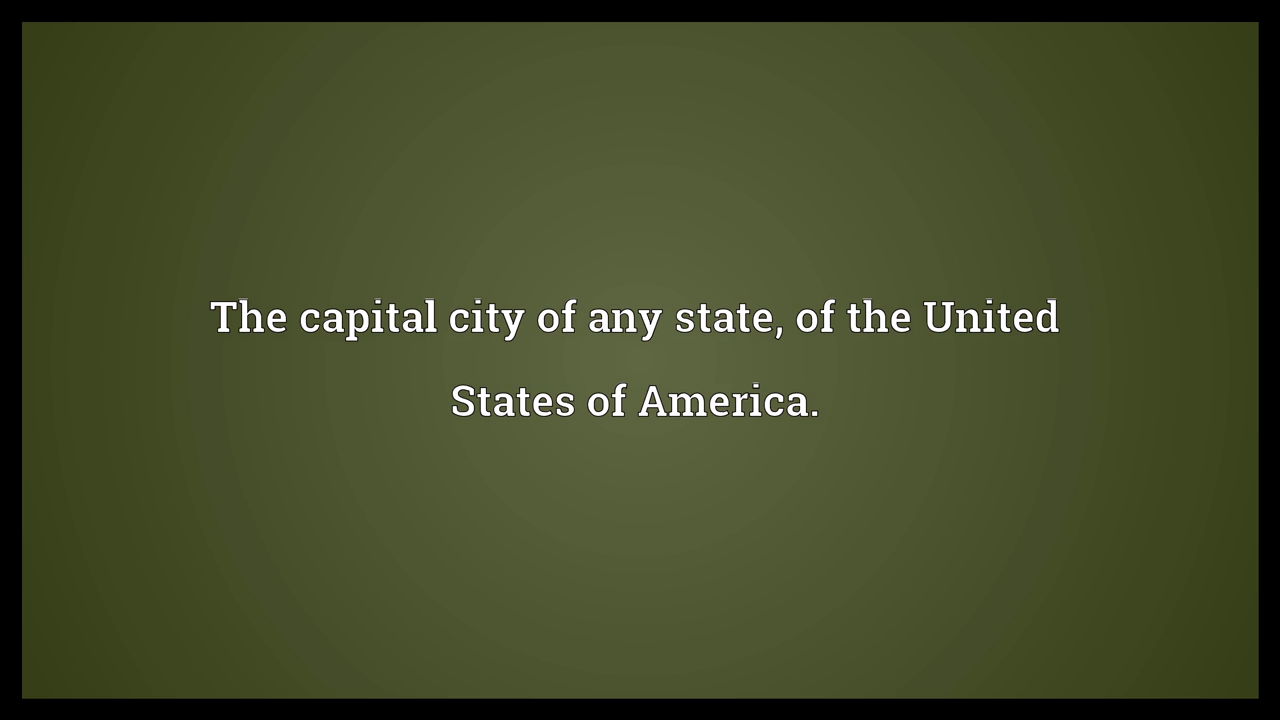 The capital city of any state, of the United
States of America.